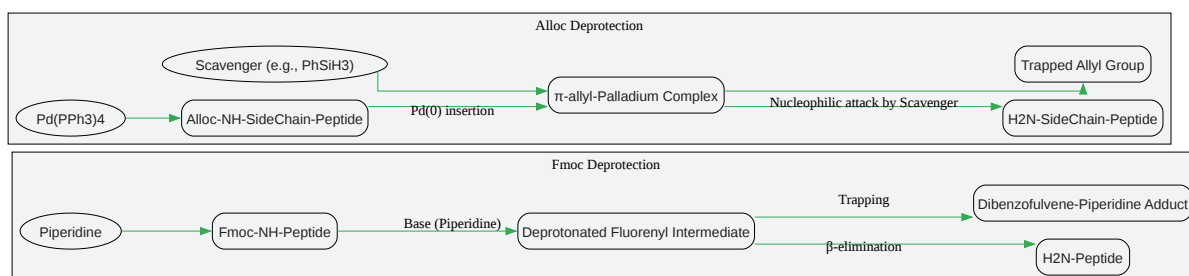 Alloc Deprotection
Scavenger (e.g., PhSiH3)
Trapped Allyl Group
π-allyl-Palladium Complex
Pd(PPh3)4
Alloc-NH-SideChain-Peptide
Pd(0) insertion
Nucleophilic attack by Scavenger
H2N-SideChain-Peptide
Fmoc Deprotection
Trapping
Dibenzofulvene-Piperidine Adduct
Piperidine
Fmoc-NH-Peptide
Base (Piperidine)
Deprotonated Fluorenyl Intermediate
β-elimination
H2N-Peptide